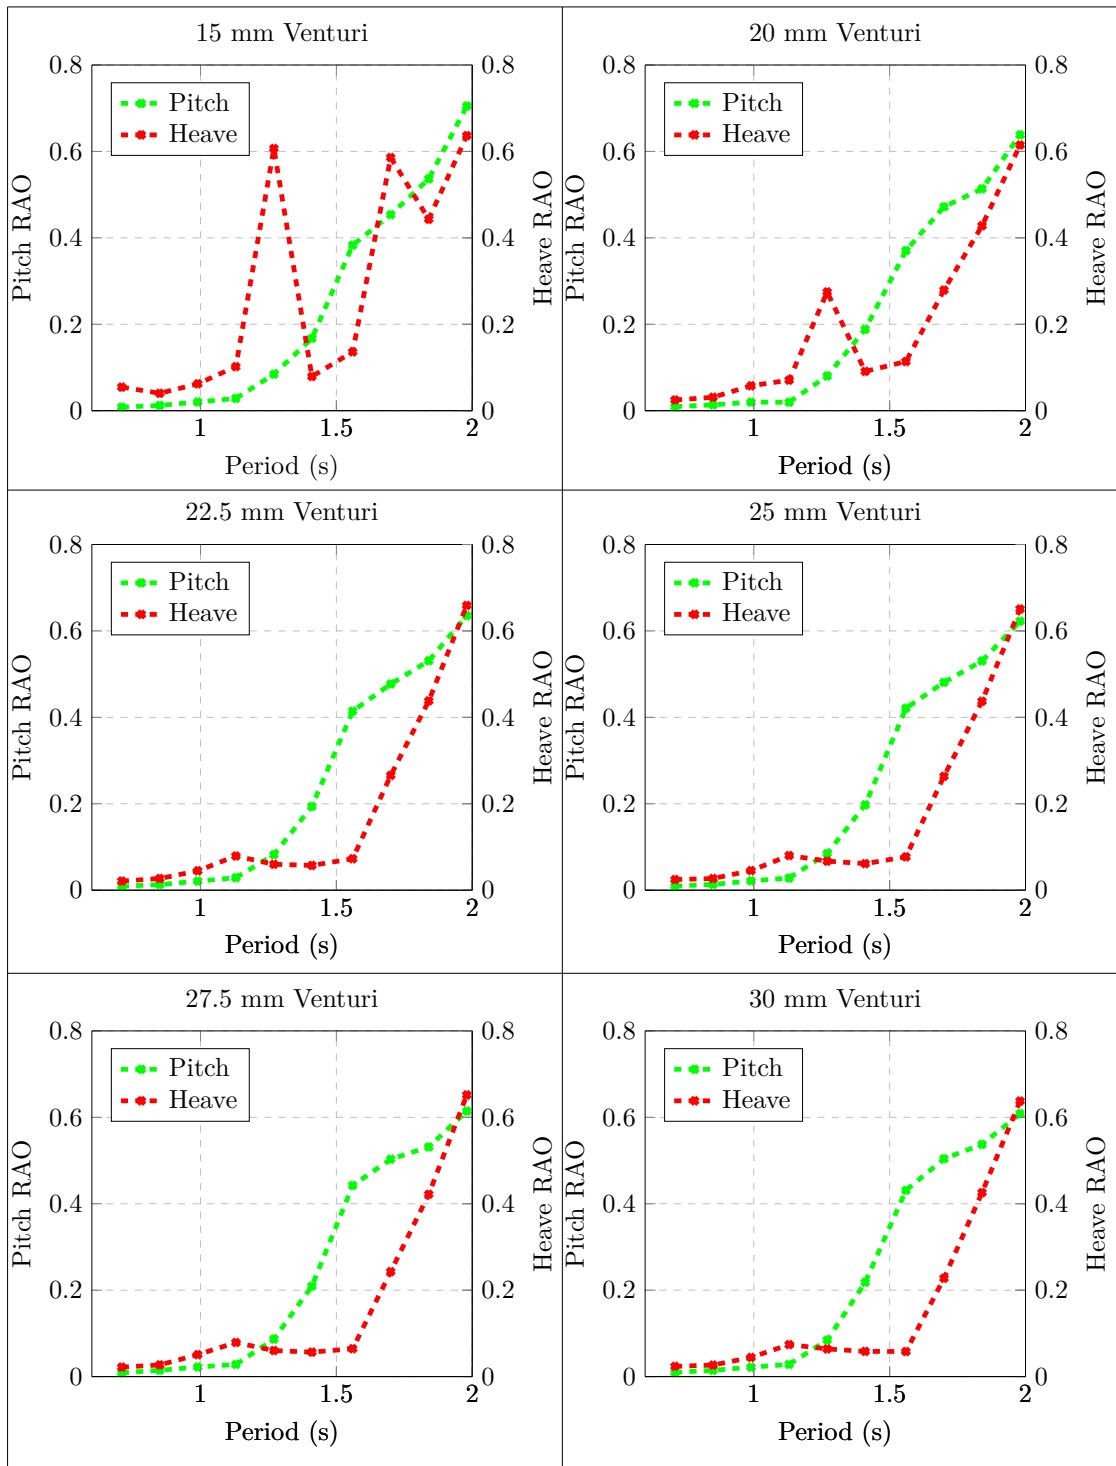 15 mm Venturi
0.8
0.6
0.4
0.2
0
Pitch RAO
Pitch
Heave
1
1.5
2
Period (s)
0.8
0.6
0.4
0.2
0
Heave RAO
20 mm Venturi
0.8
0.6
0.4
0.2
0
Pitch RAO
Pitch
Heave
1
1.5
2
Period (s)
0.8
0.6
0.4
0.2
0
Heave RAO
22.5 mm Venturi
0.8
0.6
0.4
0.2
0
Pitch RAO
Pitch
Heave
1
1.5
2
Period (s)
0.8
0.6
0.4
0.2
0
Heave RAO
25 mm Venturi
0.8
0.6
0.4
0.2
0
Pitch RAO
Pitch
Heave
1
1.5
2
Period (s)
0.8
0.6
0.4
0.2
0
Heave RAO
27.5 mm Venturi
0.8
0.6
0.4
0.2
0
Pitch RAO
Pitch
Heave
1
1.5
2
Period (s)
0.8
0.6
0.4
0.2
0
Heave RAO
30 mm Venturi
0.8
0.6
0.4
0.2
0
Pitch RAO
Pitch
Heave
1
1.5
2
Period (s)
0.8
0.6
0.4
0.2
0
Heave RAO